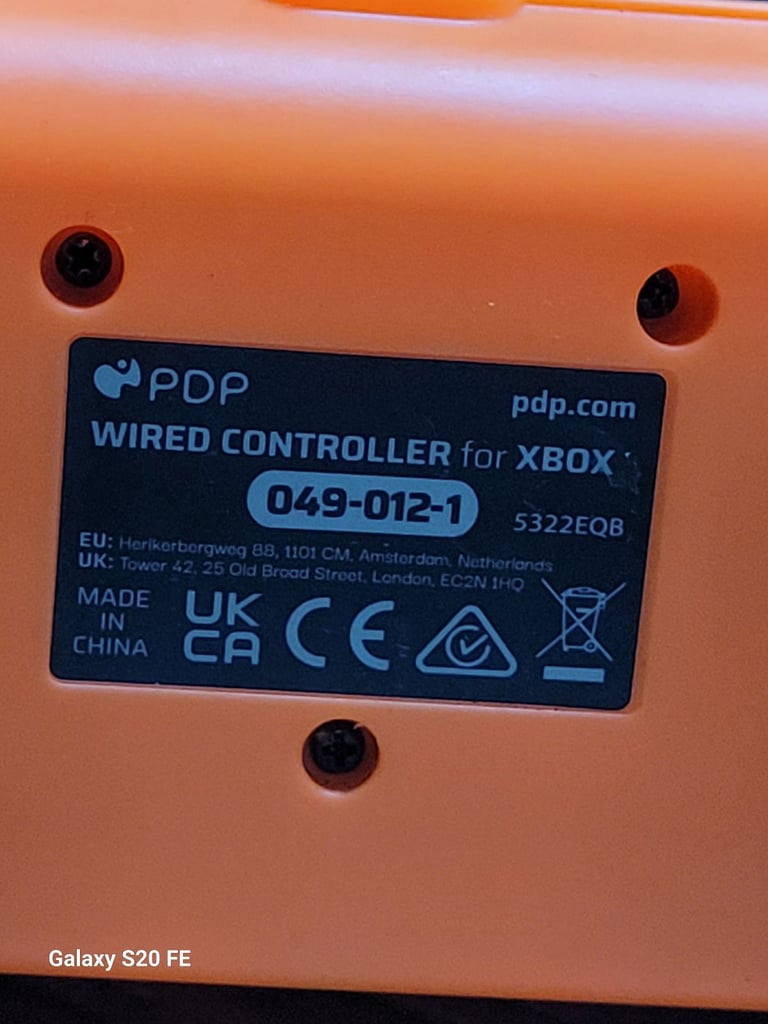 PDP
pdp.com
WIRED CONTROLLER for XBOX
049-012-1
5322EQB
EU: Herikerbergweg 88, 1101 CM, Amsterdam, Netherlands
UK: Tower 42, 25 Old Broad Street, London, EC2N 1HQ
MADE
IN
CHINA
UK
CA
CE
Galaxy S20 FE